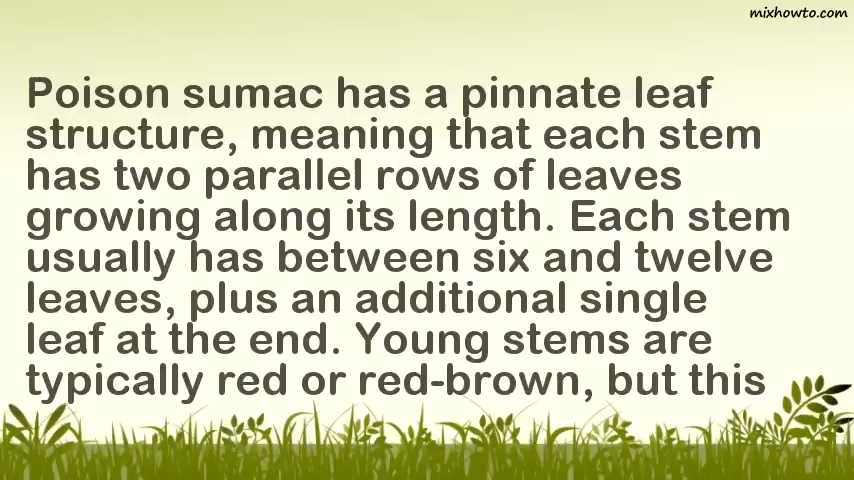 mixhowto.com
Poison sumac has a pinnate leaf
structure, meaning that each stem
has two parallel rows of leaves
growing along its length. Each stem
usually has between six and twelve
leaves, plus an additional single
leaf at the end. Young stems are
typically red or red-brown, but this